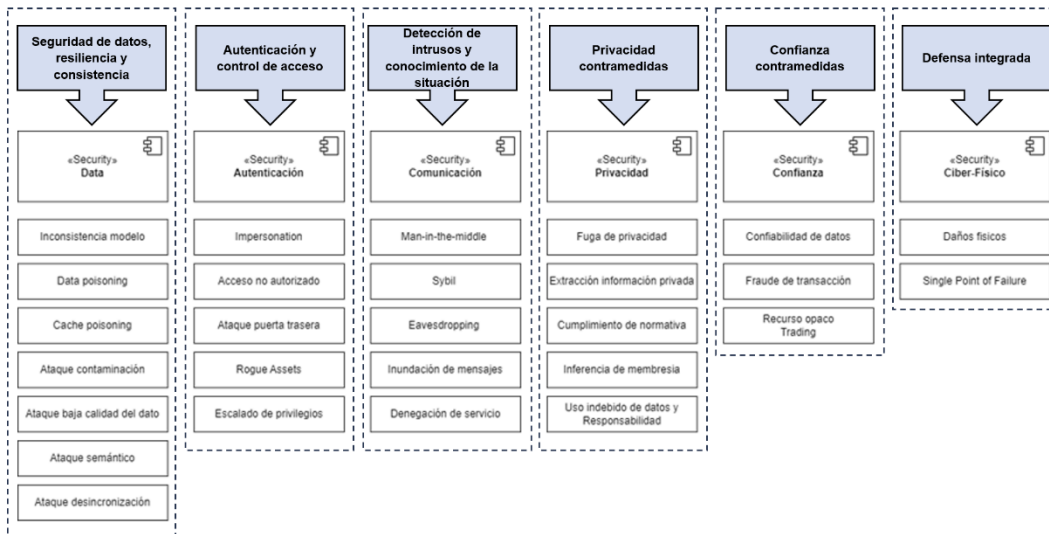 Seguridad de datos,
resiliencia y
consistencia
Autenticación y
control de acceso
Detección de
intrusos y
conocimiento de la
situación
Privacidad
contramedidas
Confianza
contramedidas
Defensa integrada
«Security»
Data
«Security»
Autenticación
«Security»
Comunicación
«Security»
Privacidad
«Security»
Confianza
«Security»
Ciber-Físico
Inconsistencia modelo
Data poisoning
Cache poisoning
Ataque contaminación
Ataque baja calidad del dato
Ataque semántico
Ataque desincronización
Impersonation
Acceso no autorizado
Ataque puerta trasera
Rogue Assets
Escalado de privilegios
Man-in-the-middle
Sybil
Eavesdropping
Inundación de mensajes
Denegación de servicio
Fuga de privacidad
Extracción información privada
Cumplimiento de normativa
Inferencia de membresia
Uso indebido de datos y
Responsabilidad
Confiabilidad de datos
Fraude de transacción
Recurso opaco
Trading
Daños fisicos
Single Point of Failure